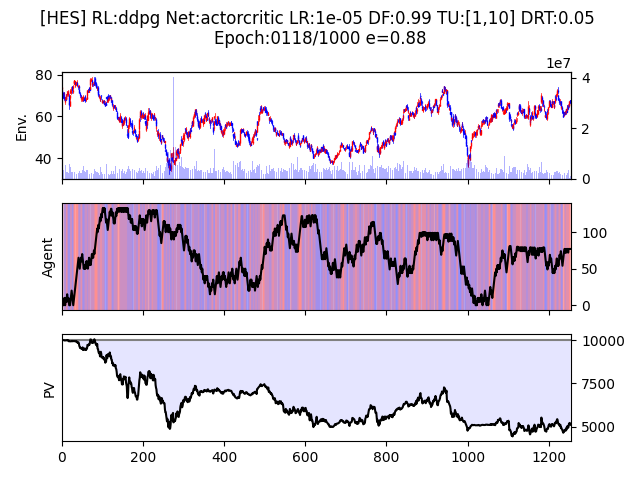 [HES] RL:ddpg Net:actorcritic LR:1e-05 DF:0.99 TU:[1,10] DRT:0.05
Epoch:0118/1000 e=0.88
1e7
80
60
40
Env.
4
2
0
Agent
100
50
0
PV
10000
7500
5000
0 200 400 600 800 1000 1200